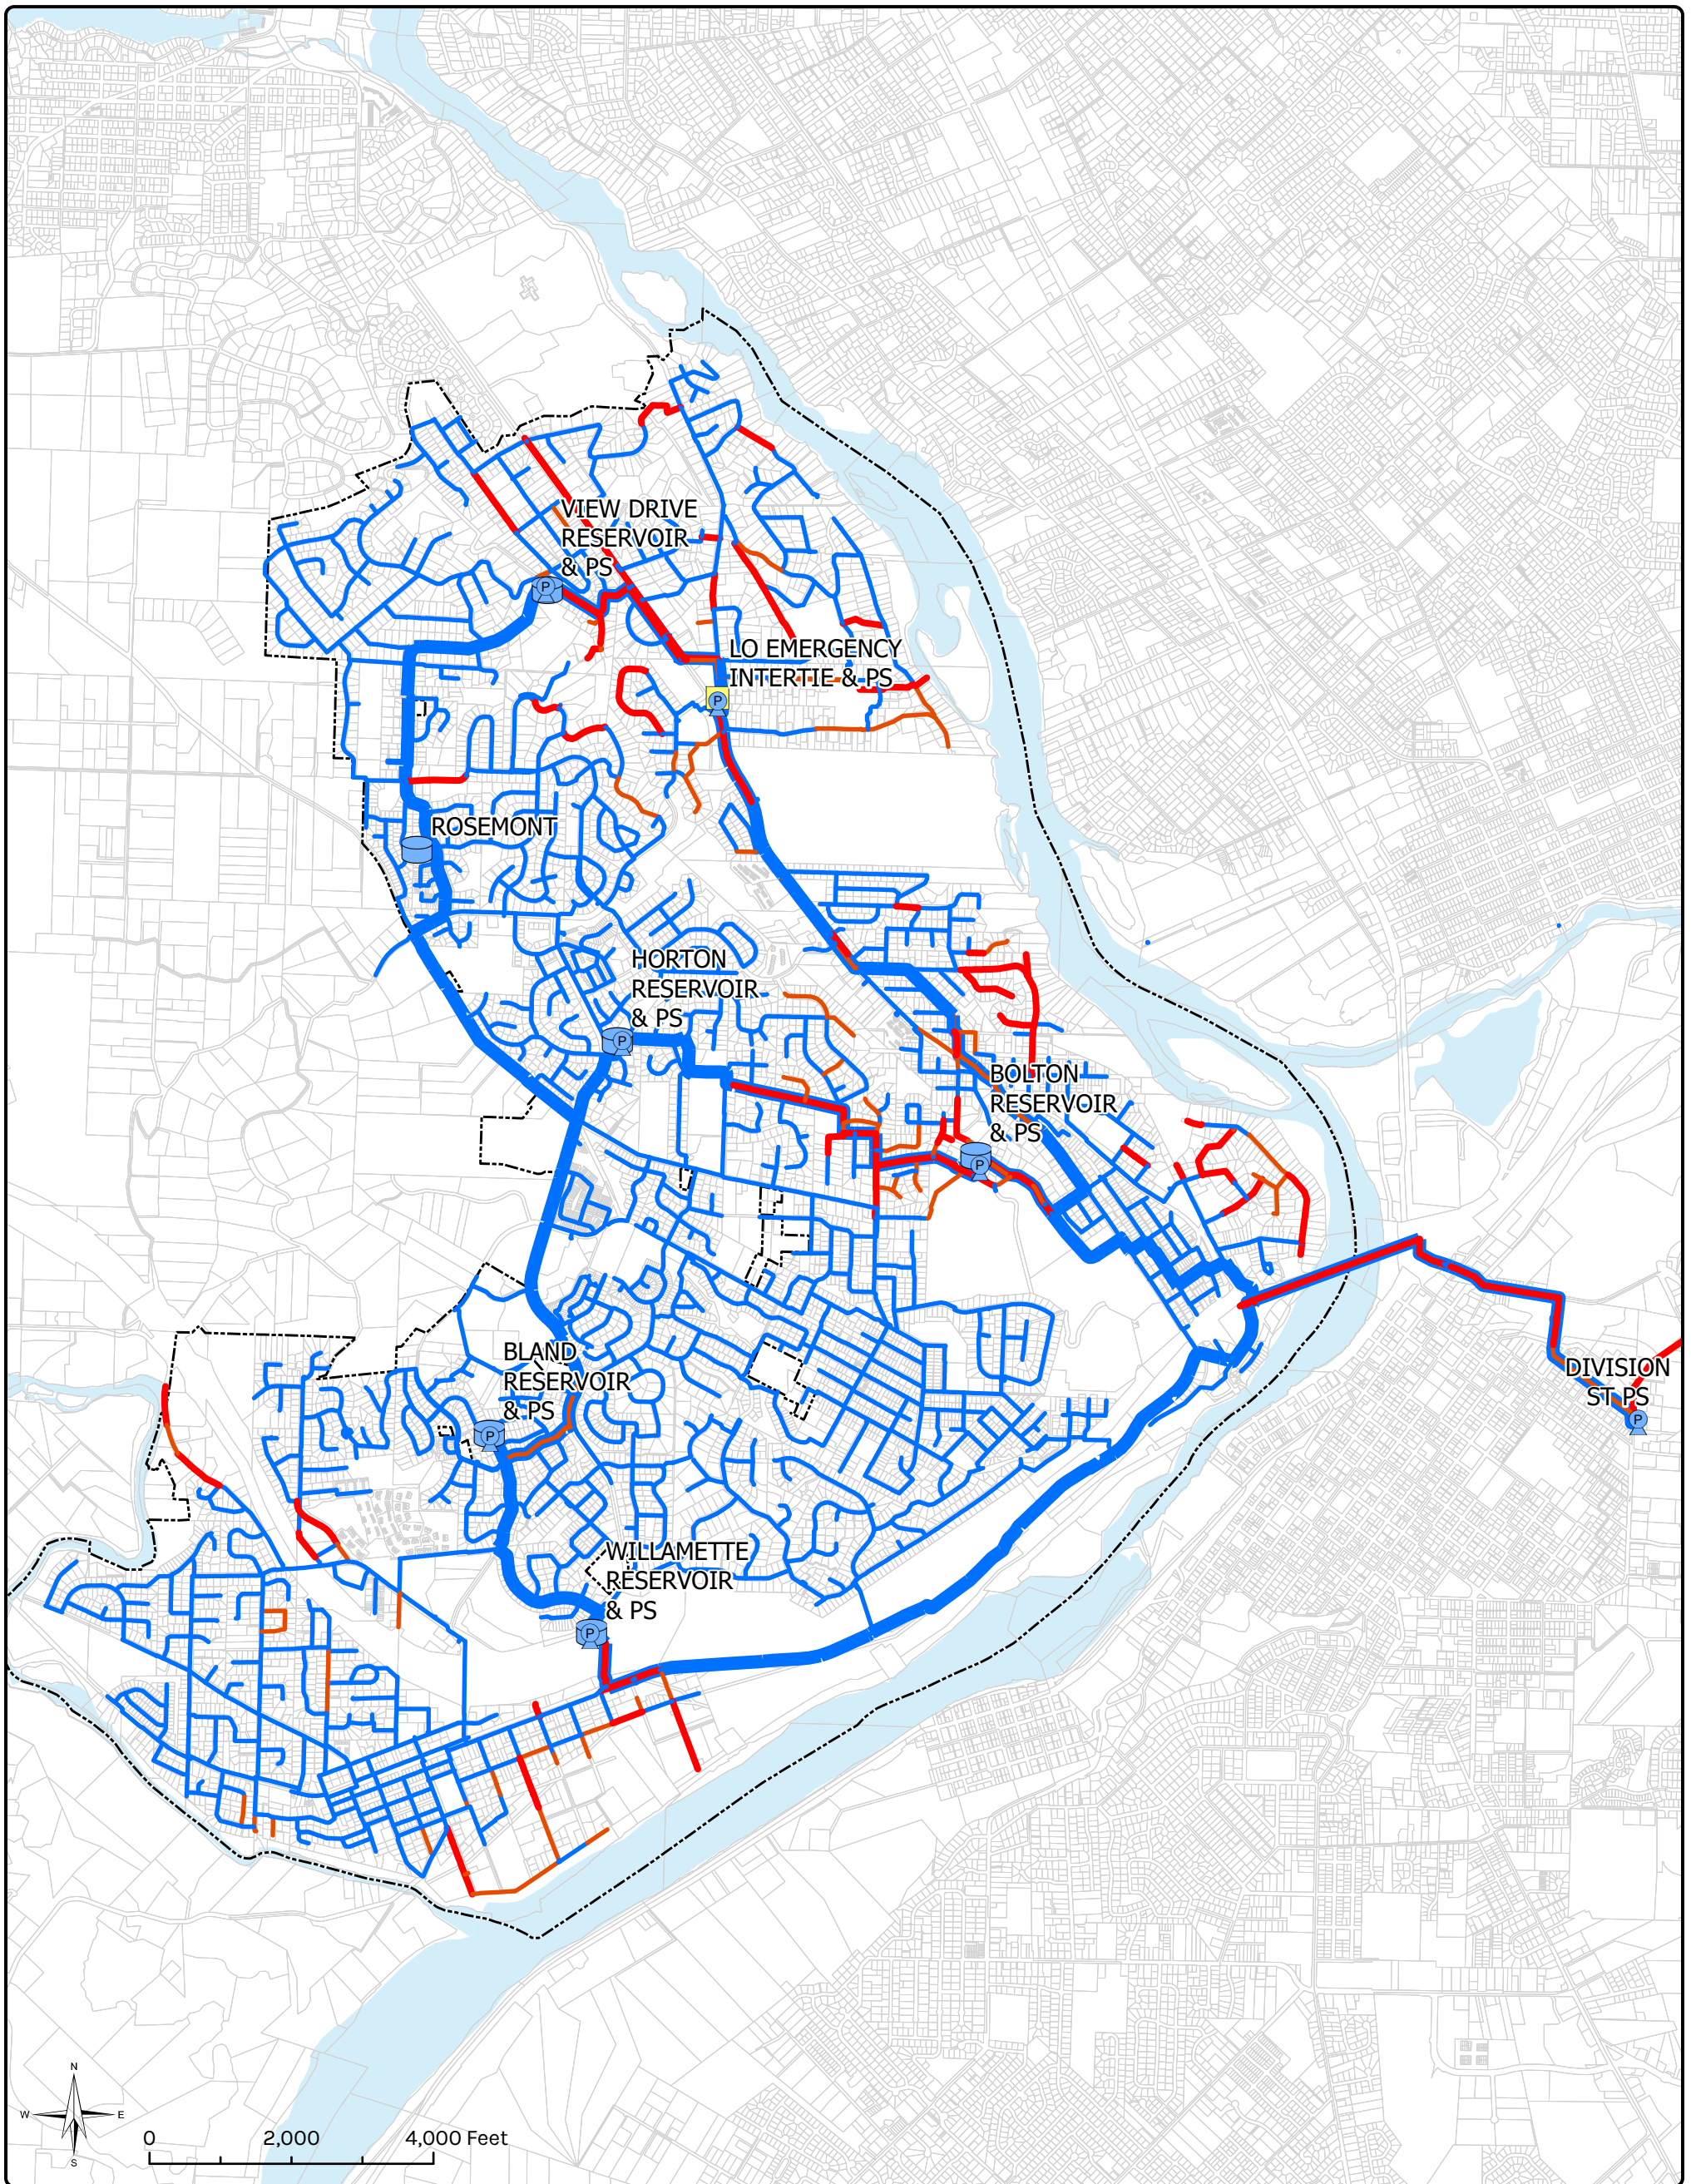 VIEW DRIVE
RESERVOIR
& PS
P
LO EMERGENCY
INTERTIE & PS
P
ROSEMONT
HORTON
RESERVOIR
& PS
P
BOLTON
RESERVOIR
& PS
P
BLAND
RESERVOIR
& PS
P
DIVISION
ST PS
P
WILLAMETTE
RESERVOIR
& PS
P
N
W
E
S
0
2,000
4,000 Feet